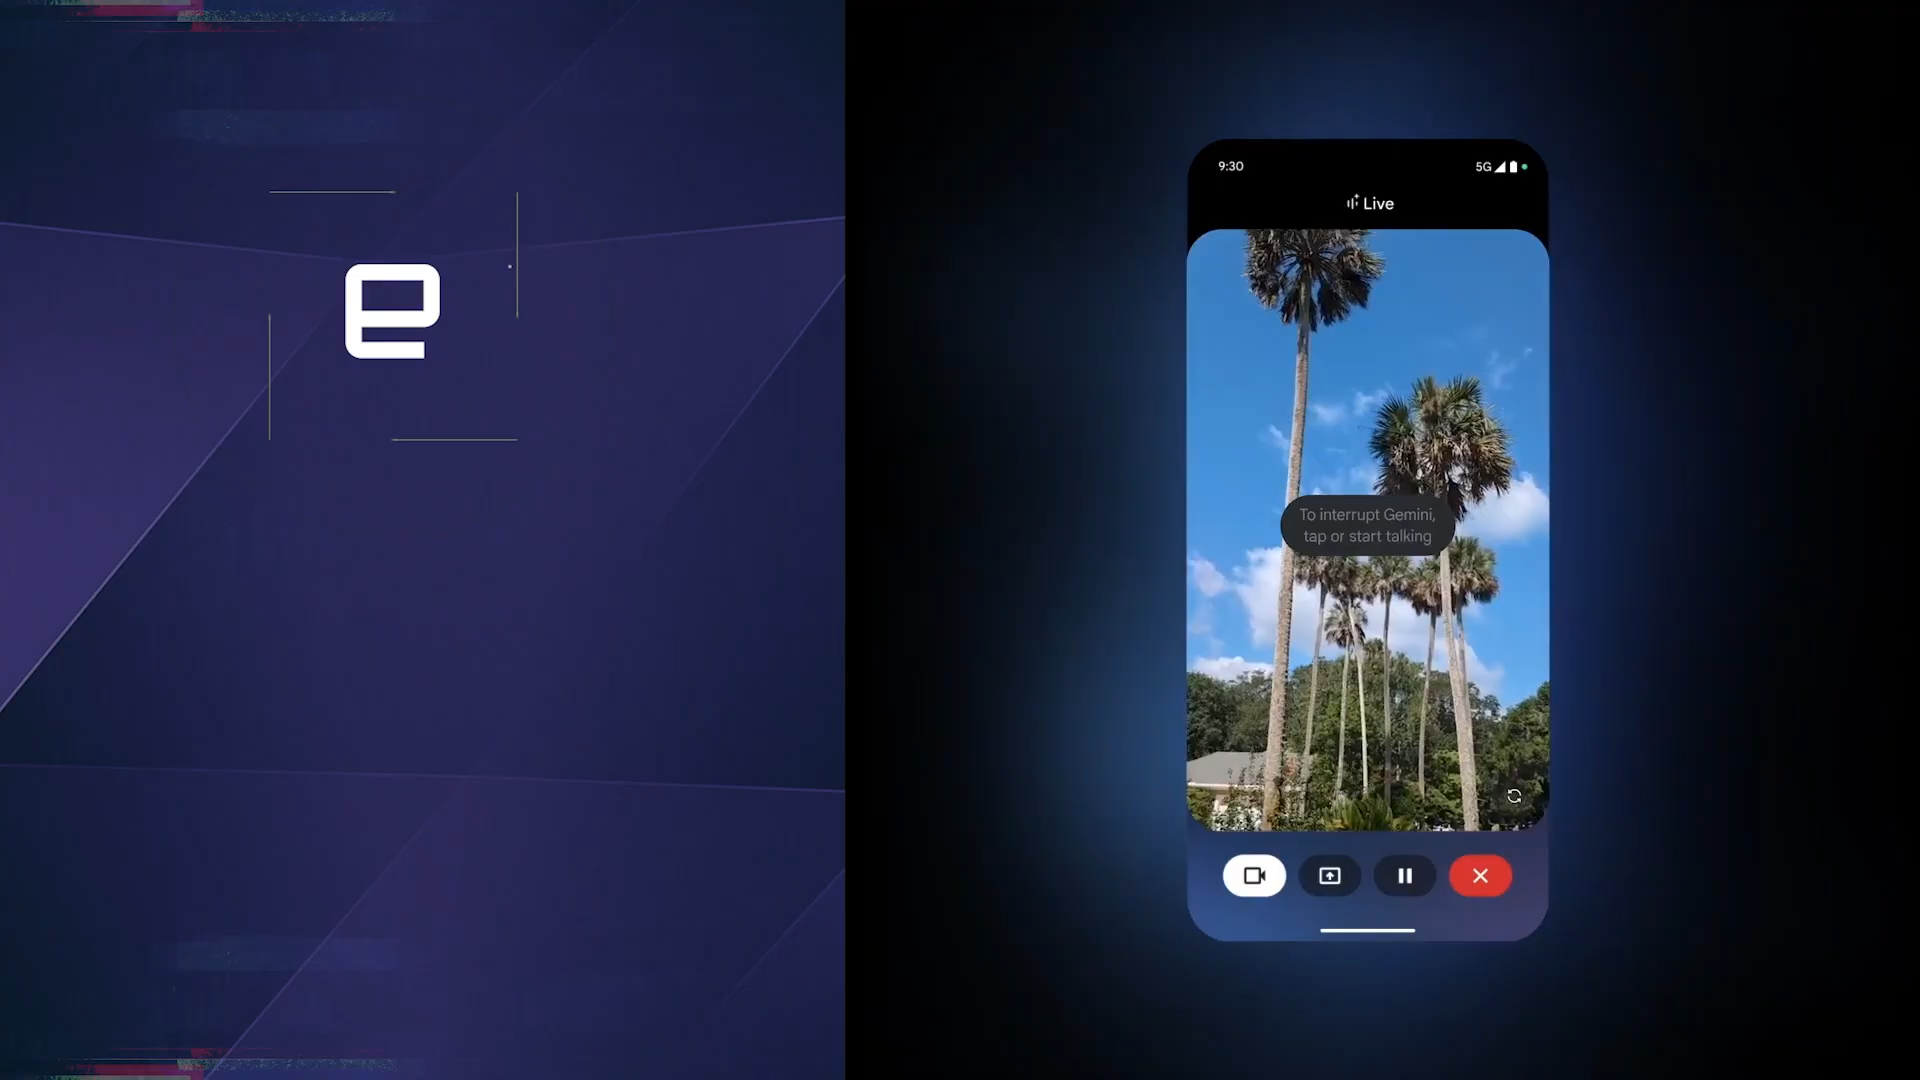 e
9:30
5G
Live
To interrupt Gemini,
tap or start talking